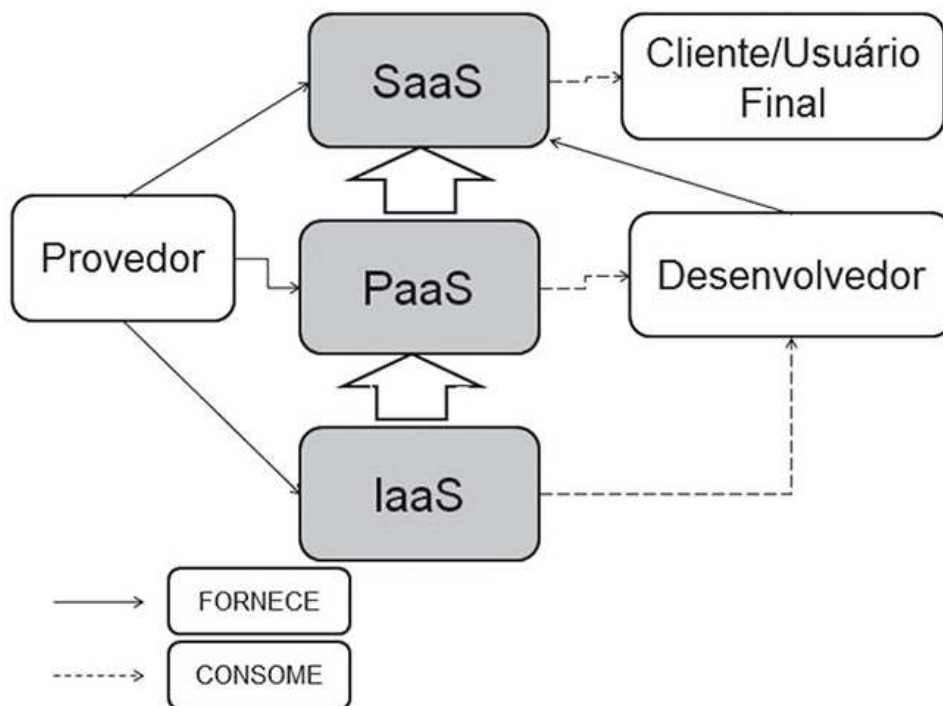 SaaS
Cliente/Usuário
Final
Provedor
PaaS
Desenvolvedor
IaaS
FORNECE
CONSOME